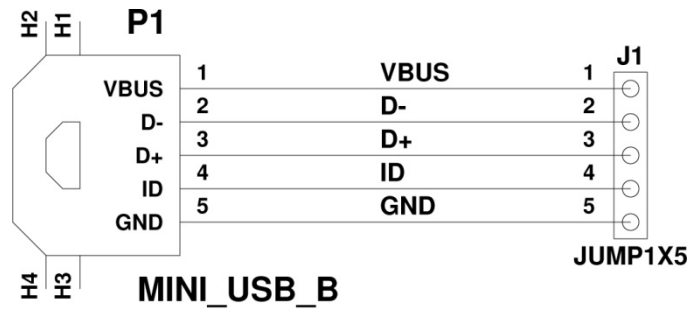 H2 H1 P1
J1
VBUS 1 VBUS 1
D- 2 D- 2
D+ 3 D+ 3
ID 4 ID 4
GND 5 GND 5
H4 H3 MINI_USB_B
JUMP1X5